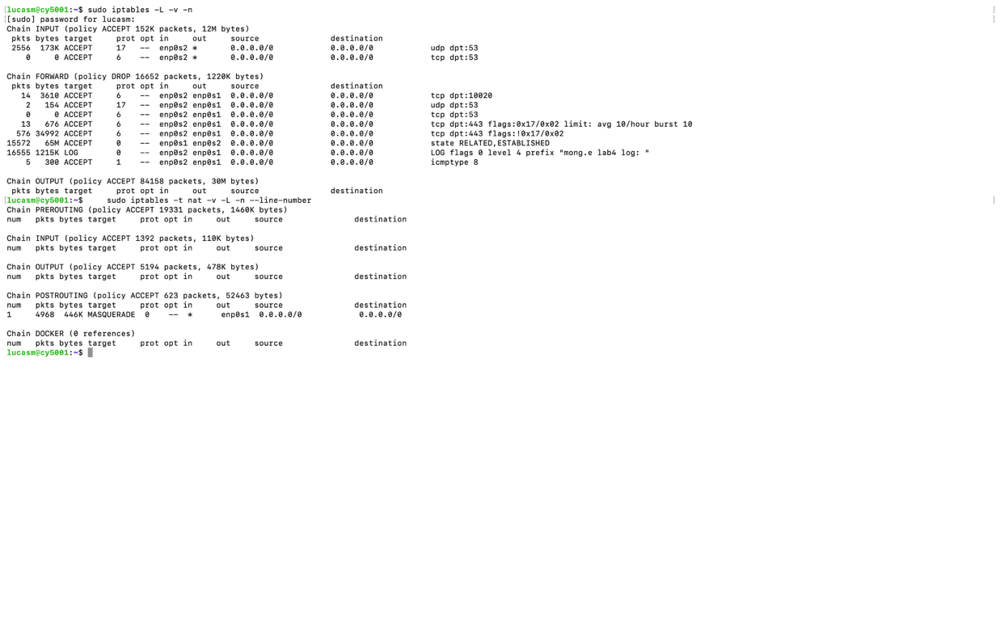 [lucasm@cy5001:~$ sudo iptables -L -v -n ]
[[sudo] password for lucasm: ]
Chain INPUT (policy ACCEPT 152K packets, 12M bytes)
 pkts bytes target     prot opt in     out     source               destination
 2556  173K ACCEPT     17   --  enp0s2 *       0.0.0.0/0            0.0.0.0/0            udp dpt:53
    0     0 ACCEPT     6    --  enp0s2 *       0.0.0.0/0            0.0.0.0/0            tcp dpt:53

Chain FORWARD (policy DROP 16652 packets, 1220K bytes)
 pkts bytes target     prot opt in     out     source               destination
   14  3610 ACCEPT     6    --  enp0s2 enp0s1  0.0.0.0/0            0.0.0.0/0            tcp dpt:10020
    2   154 ACCEPT     17   --  enp0s2 enp0s1  0.0.0.0/0            0.0.0.0/0            udp dpt:53
    0     0 ACCEPT     6    --  enp0s2 enp0s1  0.0.0.0/0            0.0.0.0/0            tcp dpt:53
   13   676 ACCEPT     6    --  enp0s2 enp0s1  0.0.0.0/0            0.0.0.0/0            tcp dpt:443 flags:0x17/0x02 limit: avg 10/hour burst 10
  576 34992 ACCEPT     6    --  enp0s2 enp0s1  0.0.0.0/0            0.0.0.0/0            tcp dpt:443 flags:!0x17/0x02
15572   65M ACCEPT     0    --  enp0s1 enp0s2  0.0.0.0/0            0.0.0.0/0            state RELATED,ESTABLISHED
16555 1215K LOG        0    --  enp0s2 enp0s1  0.0.0.0/0            0.0.0.0/0            LOG flags 0 level 4 prefix "mong.e lab4 log: "
    5   300 ACCEPT     1    --  enp0s2 enp0s1  0.0.0.0/0            0.0.0.0/0            icmptype 8

Chain OUTPUT (policy ACCEPT 84158 packets, 30M bytes)
 pkts bytes target     prot opt in     out     source               destination
[lucasm@cy5001:~$     sudo iptables -t nat -v -L -n --line-number ]
Chain PREROUTING (policy ACCEPT 19331 packets, 1460K bytes)
num   pkts bytes target     prot opt in     out     source               destination

Chain INPUT (policy ACCEPT 1392 packets, 110K bytes)
num   pkts bytes target     prot opt in     out     source               destination

Chain OUTPUT (policy ACCEPT 5194 packets, 478K bytes)
num   pkts bytes target     prot opt in     out     source               destination

Chain POSTROUTING (policy ACCEPT 623 packets, 52463 bytes)
num   pkts bytes target     prot opt in     out     source               destination
1     4968  446K MASQUERADE  0    --  *      enp0s1  0.0.0.0/0            0.0.0.0/0

Chain DOCKER (0 references)
num   pkts bytes target     prot opt in     out     source               destination
lucasm@cy5001:~$